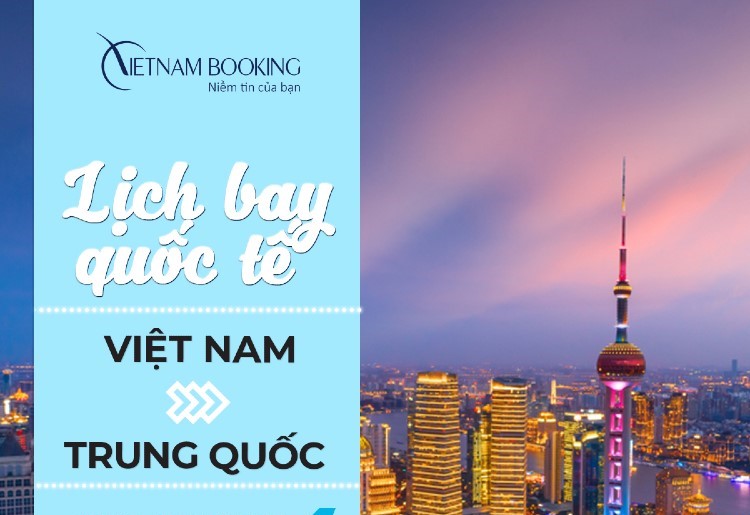 VIETNAM BOOKING
Niềm tin của bạn
Lịch bay
quốc tế
VIỆT NAM
TRUNG QUỐC